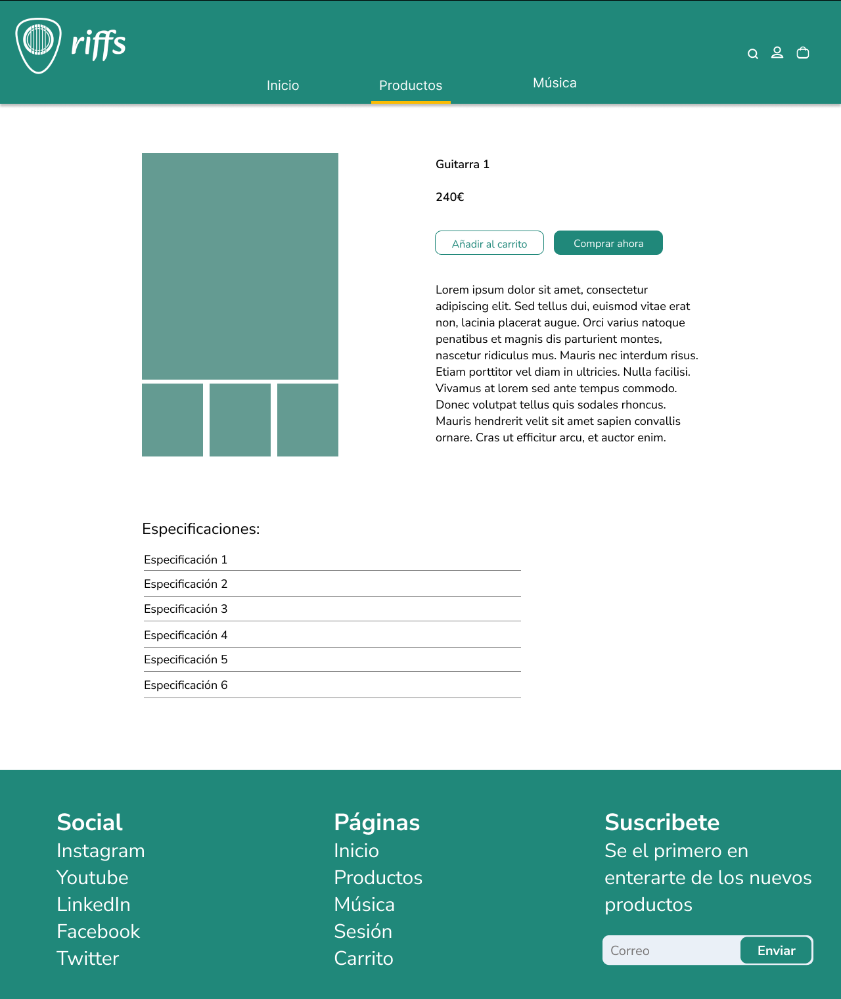 riffs
Inicio
Productos
Música
Guitarra 1
240€
Añadir al carrito
Comprar ahora
Lorem ipsum dolor sit amet, consectetur
adipiscing elit. Sed tellus dui, euismod vitae erat
non, lacinia placerat augue. Orci varius natoque
penatibus et magnis dis parturient montes,
nascetur ridiculus mus. Mauris nec interdum risus.
Etiam porttitor vel diam in ultricies. Nulla facilisi.
Vivamus at lorem sed ante tempus commodo.
Donec volutpat tellus quis sodales rhoncus.
Mauris hendrerit velit sit amet sapien convallis
ornare. Cras ut efficitur arcu, et auctor enim.
Especificaciones:
Especificación 1
Especificación 2
Especificación 3
Especificación 4
Especificación 5
Especificación 6
Social
Instagram
Youtube
LinkedIn
Facebook
Twitter
Páginas
Inicio
Productos
Música
Sesión
Carrito
Suscribete
Se el primero en
enterarte de los nuevos
productos
Correo
Enviar